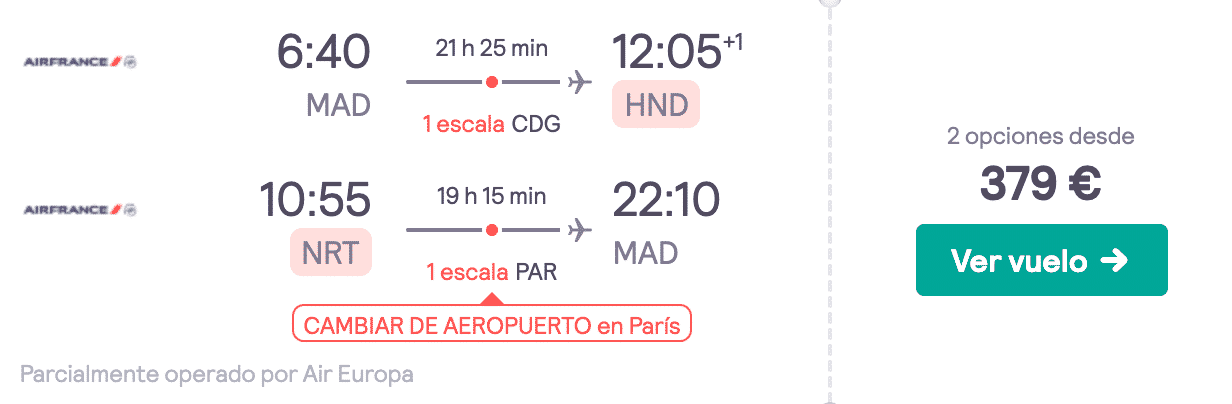 AIRFRANCE
6:40
21 h 25 min
12:05+1
MAD
HND
1 escala CDG
AIRFRANCE
10:55
19 h 15 min
22:10
NRT
MAD
1 escala PAR
CAMBIAR DE AEROPUERTO en París
Parcialmente operado por Air Europa
2 opciones desde
379 €
Ver vuelo →